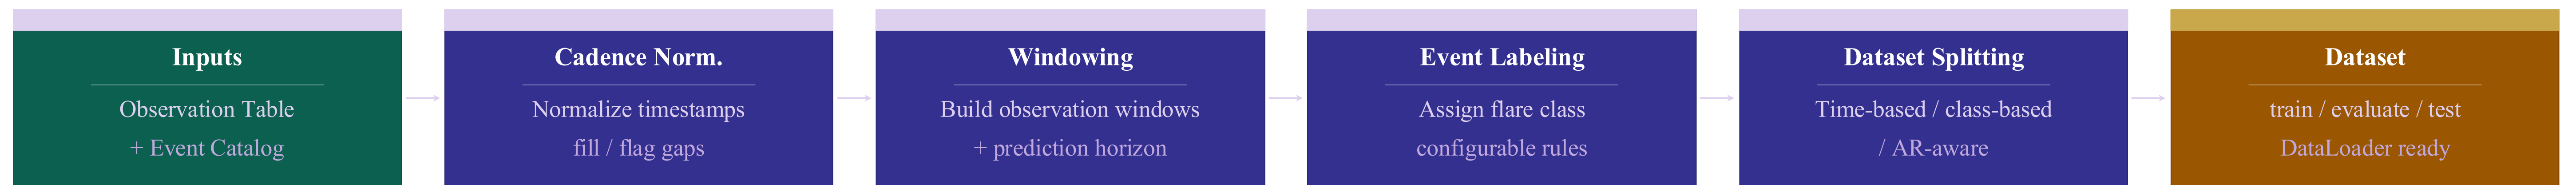 Inputs
Observation Table
+ Event Catalog
Cadence Norm.
Normalize timestamps
fill / flag gaps
Windowing
Build observation windows
+ prediction horizon
Event Labeling
Assign flare class
configurable rules
Dataset Splitting
Time-based / class-based
/ AR-aware
Dataset
train / evaluate / test
DataLoader ready